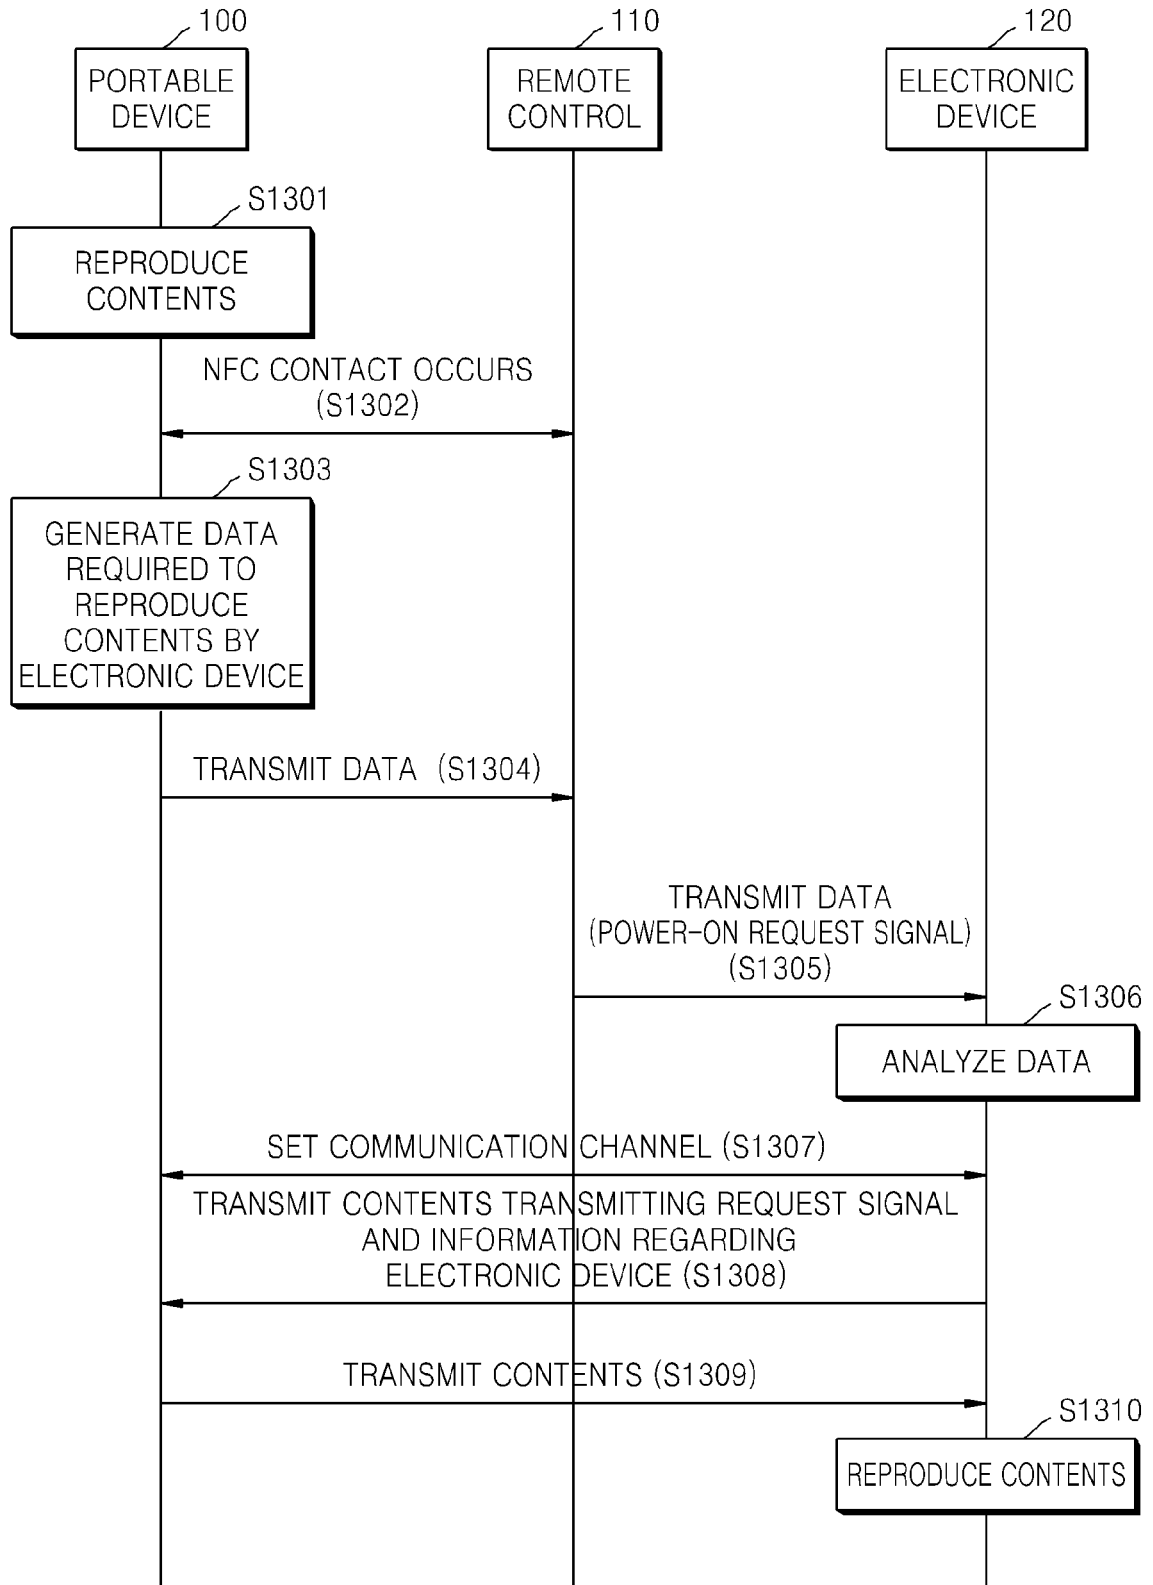 100
110
120
PORTABLE
DEVICE
REMOTE
CONTROL
ELECTRONIC
DEVICE
S1301
REPRODUCE
CONTENTS
NFC CONTACT OCCURS
(S1302)
S1303
GENERATE DATA
REQUIRED TO
REPRODUCE
CONTENTS BY
ELECTRONIC DEVICE
TRANSMIT DATA (S1304)
TRANSMIT DATA
(POWER-ON REQUEST SIGNAL)
(S1305)
S1306
ANALYZE DATA
SET COMMUNICATION CHANNEL (S1307)
TRANSMIT CONTENTS TRANSMITTING REQUEST SIGNAL
AND INFORMATION REGARDING
ELECTRONIC DEVICE (S1308)
TRANSMIT CONTENTS (S1309)
S1310
REPRODUCE CONTENTS